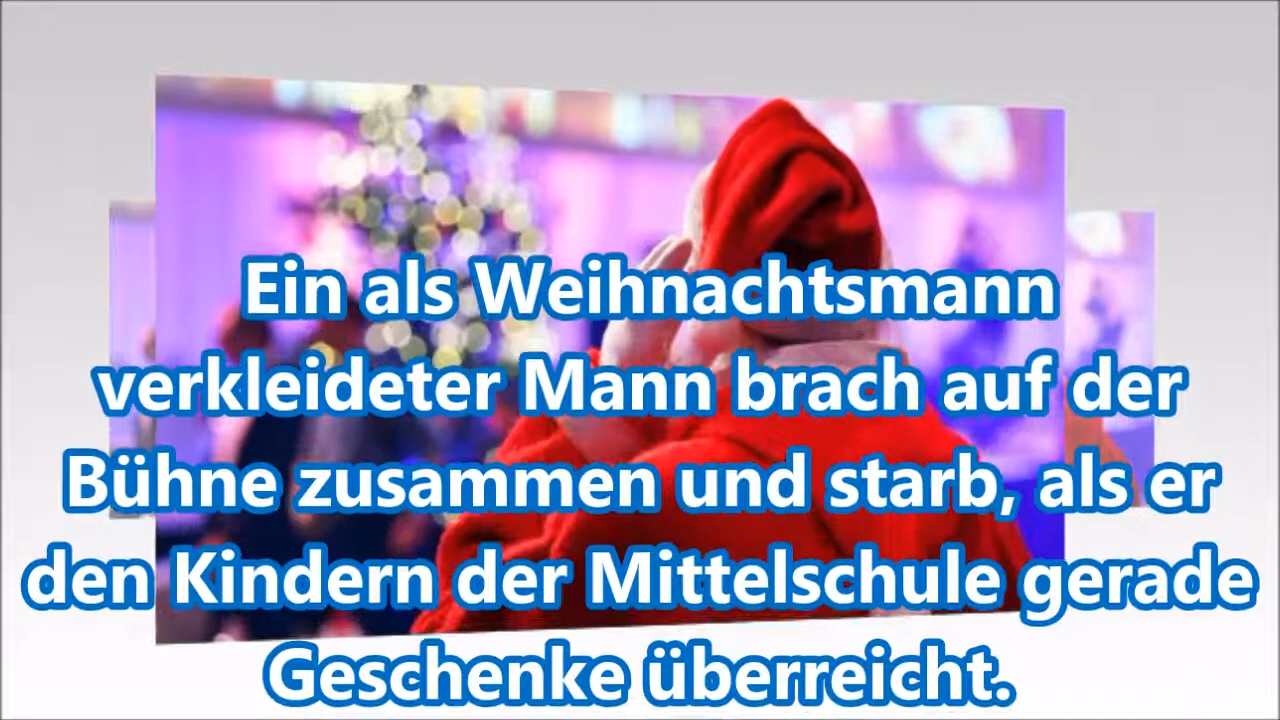 Ein als Weihnachtsmann
verkleideter Mann brach auf der
Bühne zusammen und starb, als er
den Kindern der Mittelschule gerade
Geschenke überreicht.